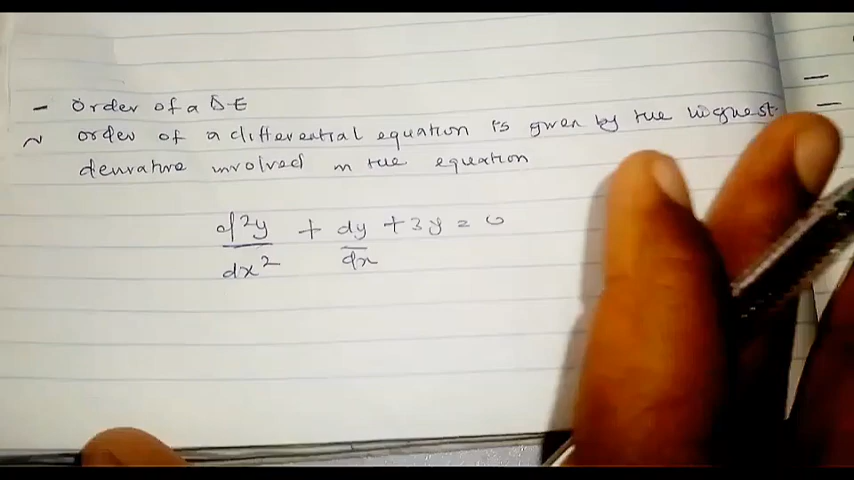 - Order of a DE
~ order of a differential equation is given by the highest
derivative involved in the equation
d²y/dx² + dy/dx + 3y = 0